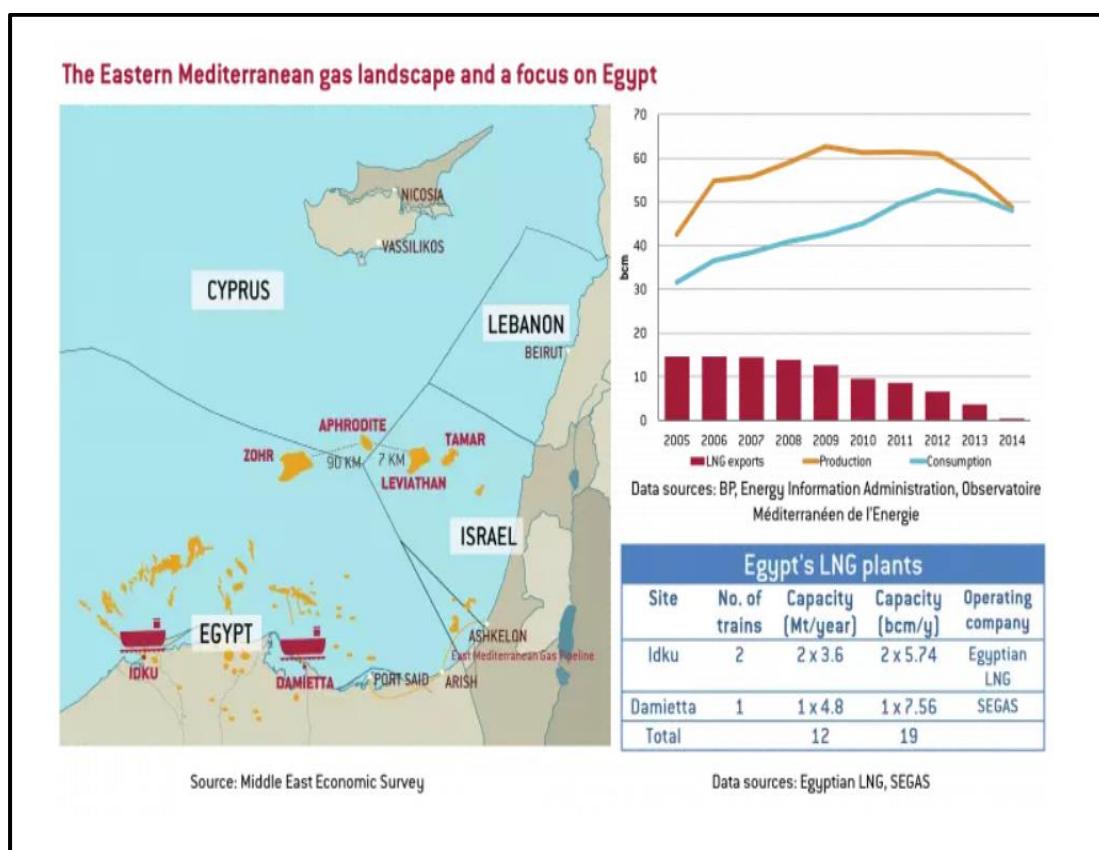 The Eastern Mediterranean gas landscape and a focus on Egypt
NICOSIA
VASSILIKOS
CYPRUS
LEBANON
BEIRUT
APHRODITE
ZOHR
TAMAR
90 KM
7 KM
LEVIATHAN
ISRAEL
EGYPT
ASHKELON
East Mediterranean Gas Pipeline
IDKU
DAMIETTA
PORT SAID
ARISH
Source: Middle East Economic Survey
70
60
50
40
bcm
30
20
10
0
2005 2006 2007 2008 2009 2010 2011 2012 2013 2014
LNG exports Production Consumption
Data sources: BP, Energy Information Administration, Observatoire
Méditerranéen de l'Energie
Egypt's LNG plants
Site No. of trains Capacity (Mt/year) Capacity (bcm/y) Operating company
Idku 2 2 x 3.6 2 x 5.74 Egyptian LNG
Damietta 1 1 x 4.8 1 x 7.56 SEGAS
Total 12 19
Data sources: Egyptian LNG, SEGAS